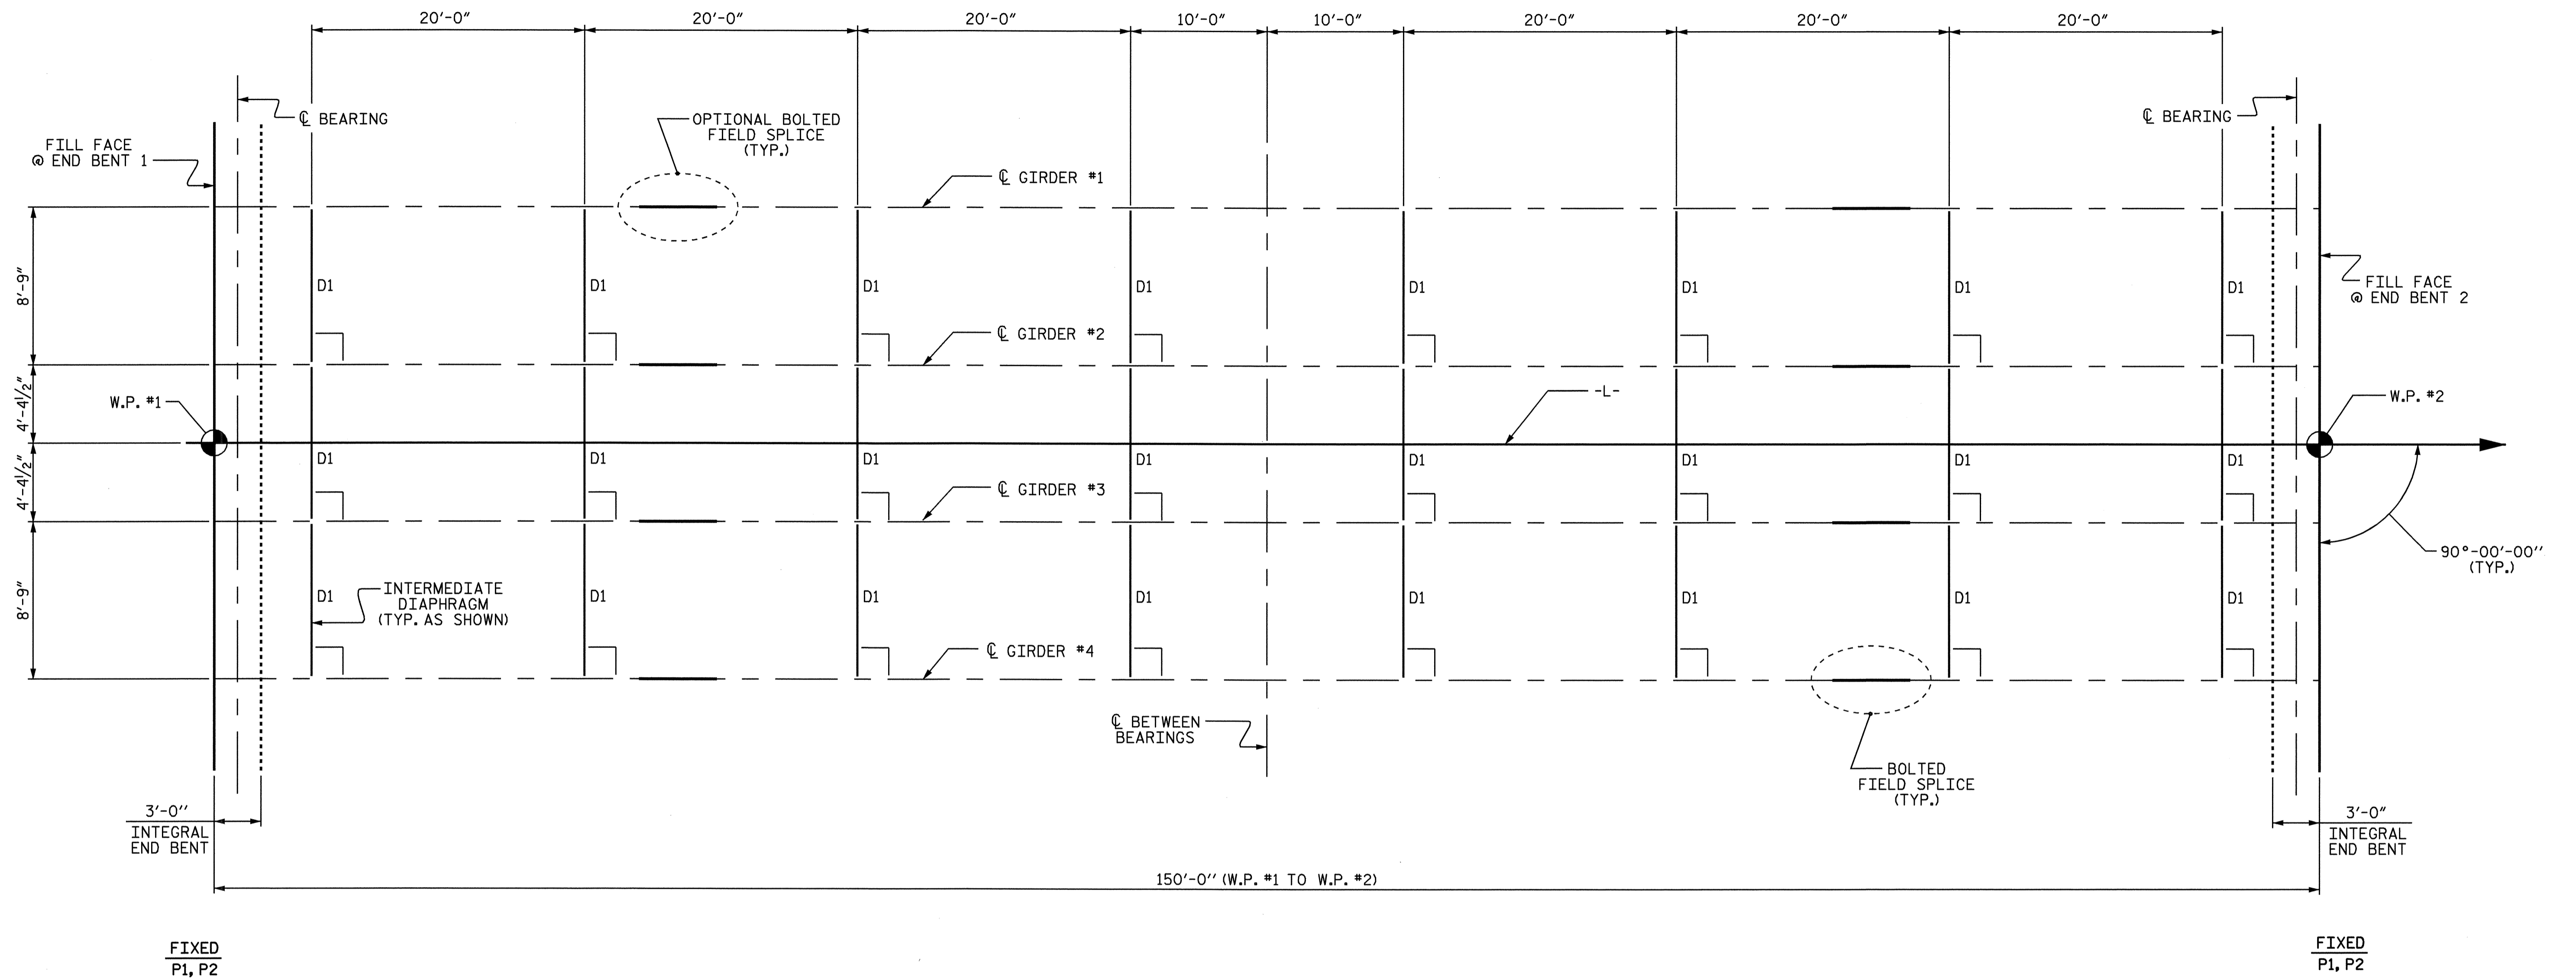 20'-0"
20'-0"
20'-0"
10'-0"
10'-0"
20'-0"
20'-0"
20'-0"
℄ BEARING
OPTIONAL BOLTED
FIELD SPLICE
(TYP.)
℄ BEARING
FILL FACE
@ END BENT 1
℄ GIRDER #1
8'-9"
D1
D1
D1
D1
D1
D1
D1
D1
FILL FACE
@ END BENT 2
℄ GIRDER #2
4'-4½"
W.P. #1
-L-
W.P. #2
4'-4½"
D1
D1
D1
D1
D1
D1
D1
D1
℄ GIRDER #3
90°-00'-00"
(TYP.)
8'-9"
D1
INTERMEDIATE
DIAPHRAGM
(TYP. AS SHOWN)
D1
D1
D1
D1
D1
D1
D1
℄ GIRDER #4
℄ BETWEEN
BEARINGS
BOLTED
FIELD SPLICE
(TYP.)
3'-0"
INTEGRAL
END BENT
3'-0"
INTEGRAL
END BENT
150'-0" (W.P. #1 TO W.P. #2)
FIXED
P1, P2
FIXED
P1, P2